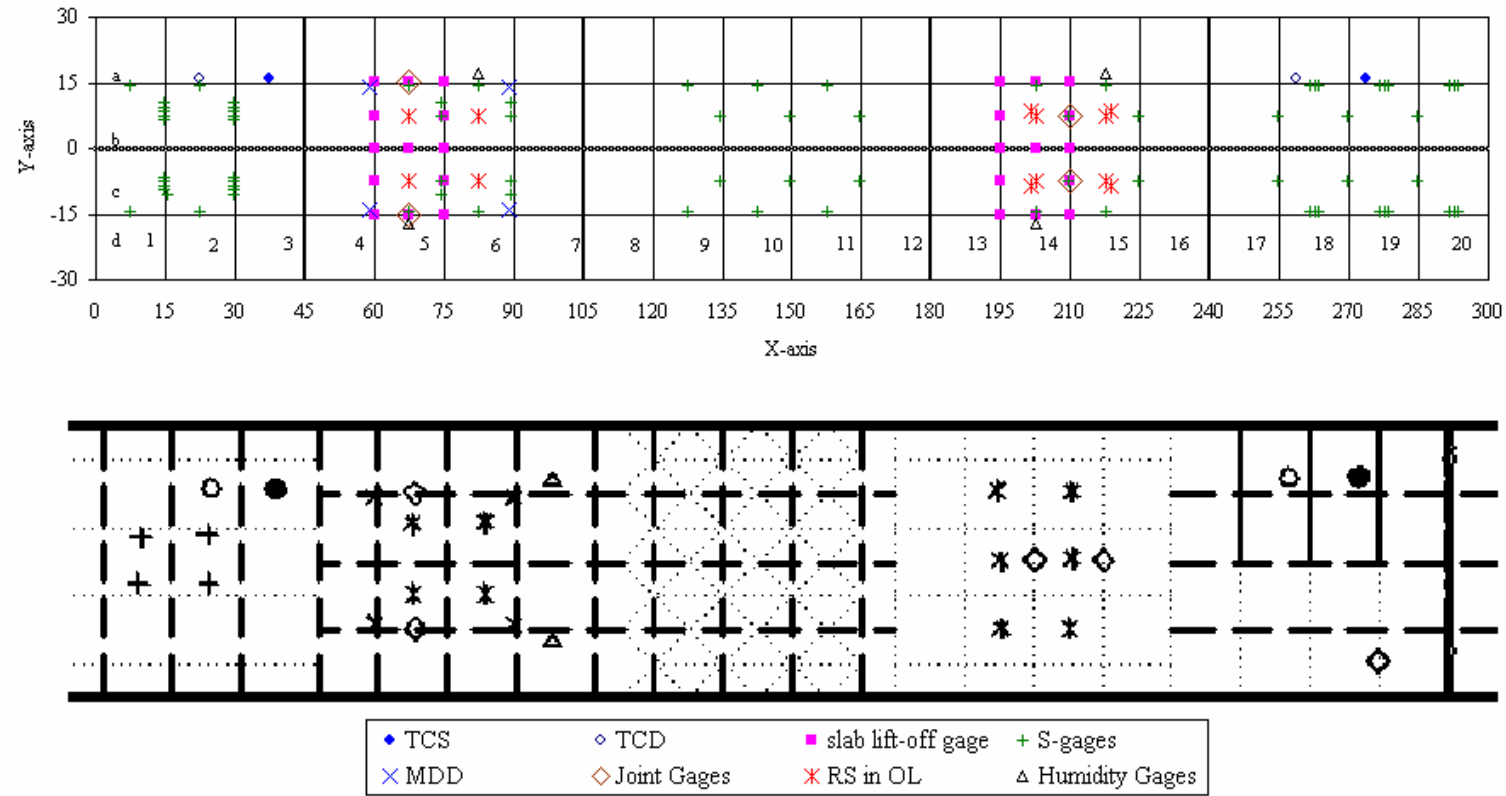 30
15
0
-15
-30
Y-axis
a
b
c
d
1 2 3 4 5 6 7 8 9 10 11 12 13 14 15 16 17 18 19 20
0 15 30 45 60 75 90 105 120 135 150 165 180 195 210 225 240 255 270 285 300
X-axis
TCS TCD slab lift-off gage S-gages
MDD Joint Gages RS in OL Humidity Gages